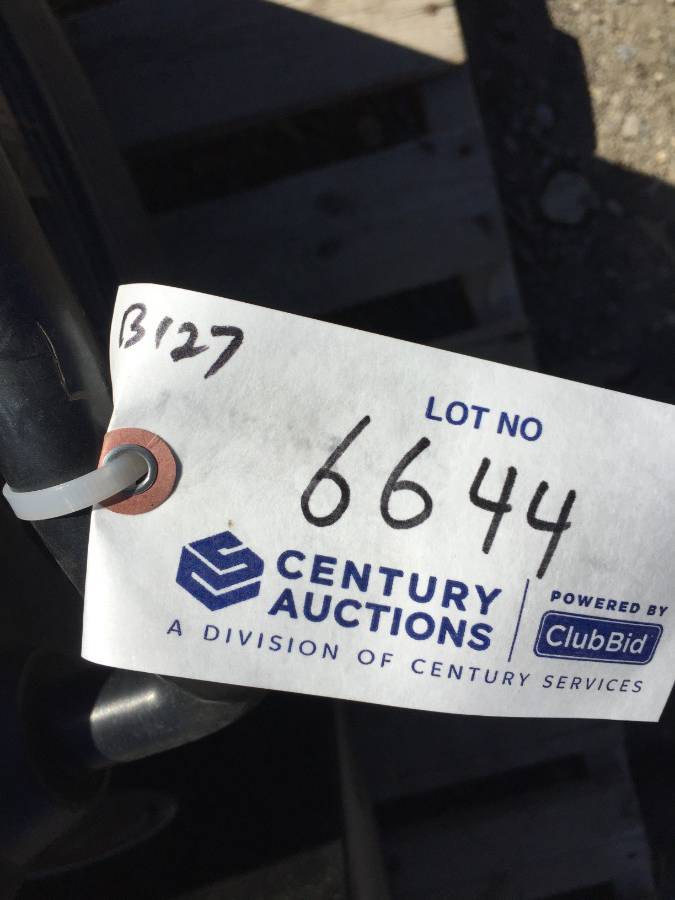 B127
LOT NO
6644
CENTURY
AUCTIONS
A DIVISION OF CENTURY SERVICES
POWERED BY
ClubBid